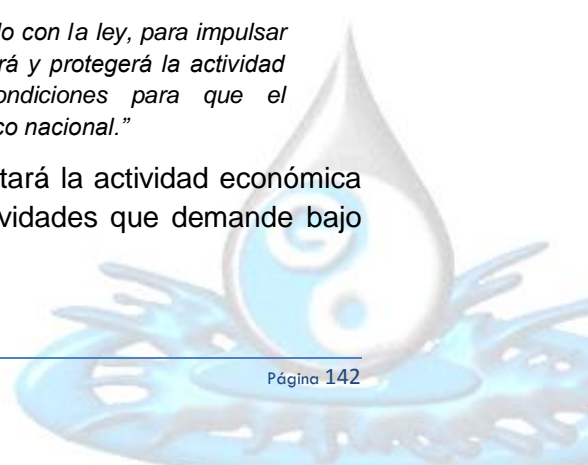 do con la ley, para impulsar
rá y protegerá la actividad
ondiciones para que el
co nacional.”
tará la actividad económica
vidades que demande bajo
Página 142